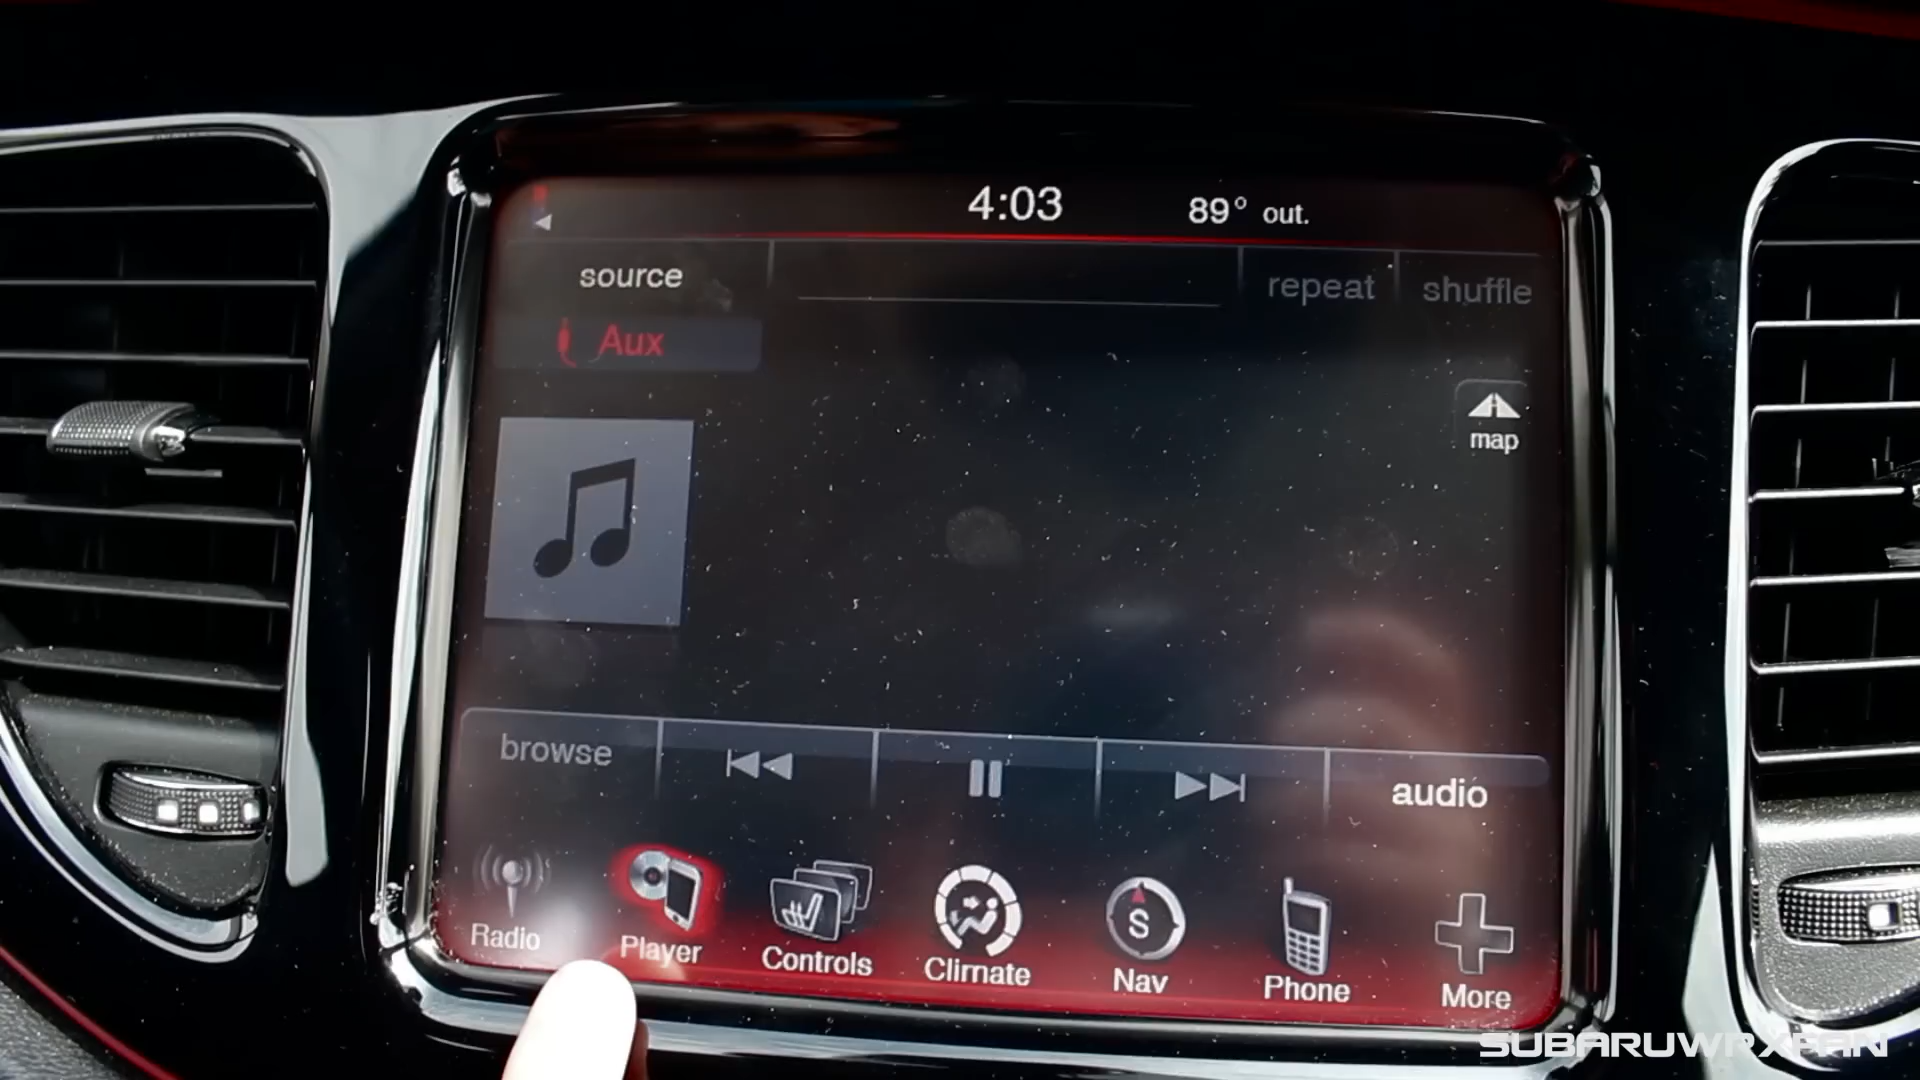 4:03 89° out.
source repeat shuffle
Aux
map
browse audio
Radio Player Controls Climate Nav Phone More
S
SUBARUWRXFAN